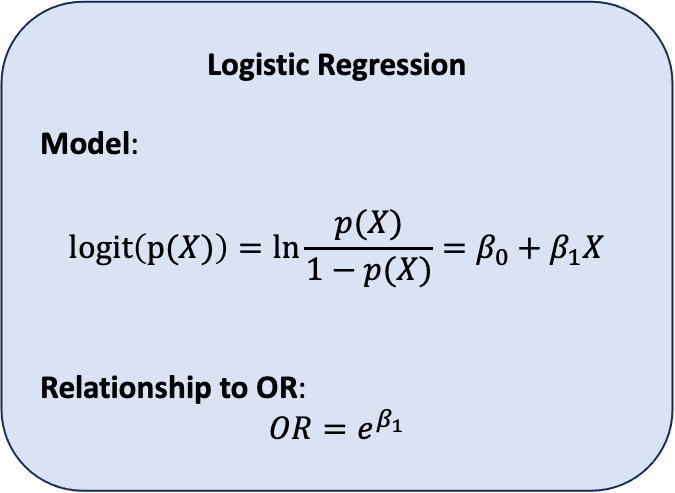 Logistic Regression
Model:
logit(p(X)) = ln p(X) / 1 − p(X) = β₀ + β₁X
Relationship to OR:
OR = e^β₁